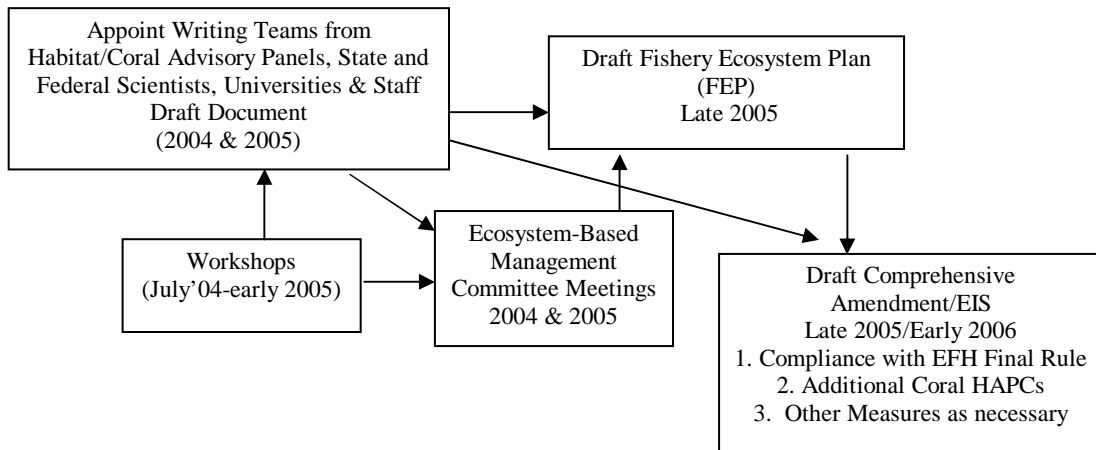 Appoint Writing Teams from
Habitat/Coral Advisory Panels, State and
Federal Scientists, Universities & Staff
Draft Document
(2004 & 2005)
Draft Fishery Ecosystem Plan
(FEP)
Late 2005
Workshops
(July'04-early 2005)
Ecosystem-Based
Management
Committee Meetings
2004 & 2005
Draft Comprehensive
Amendment/EIS
Late 2005/Early 2006
1. Compliance with EFH Final Rule
2. Additional Coral HAPCs
3. Other Measures as necessary